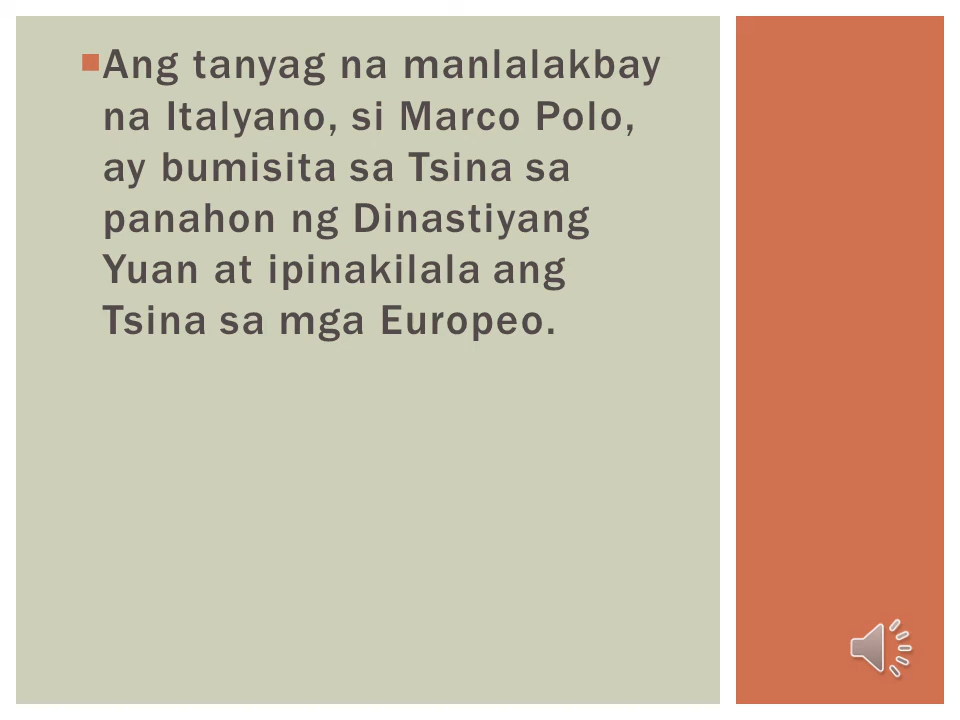 Ang tanyag na manlalakbay
na Italyano, si Marco Polo,
ay bumisita sa Tsina sa
panahon ng Dinastiyang
Yuan at ipinakilala ang
Tsina sa mga Europeo.